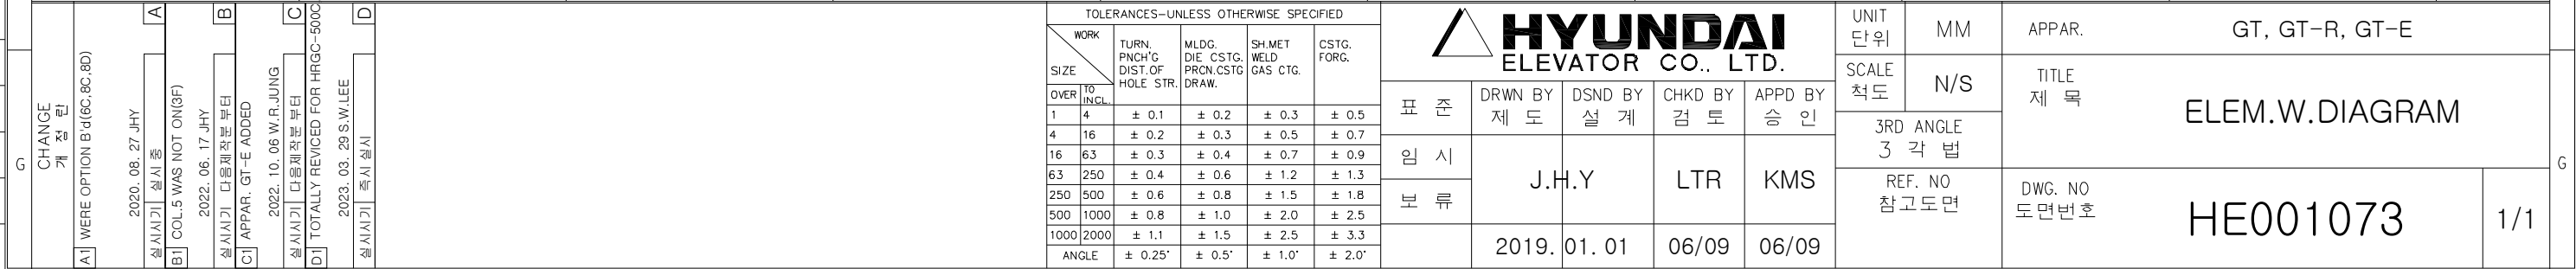 G
CHANGE
개 정 란
A1 WERE OPTION B'd(6C,8C,8D)
2020. 08. 27 JHY
실시시기 실시 중
A
B1 COL.5 WAS NOT ON(3F)
2022. 06. 17 JHY
실시시기 다음제작분 부터
B
C1 APPAR. GT-E ADDED
2022. 10. 06 W.R.JUNG
실시시기 다음제작분 부터
C
D1 TOTALLY REVICED FOR HRGC-500C
2023. 03. 29 S.W.LEE
실시시기 즉시 실시
D
TOLERANCES-UNLESS OTHERWISE SPECIFIED
WORK
SIZE
TURN.
PNCH'G
DIST.OF
HOLE STR.
MLDG.
DIE CSTG.
PRCN.CSTG
DRAW.
SH.MET
WELD
GAS CTG.
CSTG.
FORG.
OVER TO INCL.
1 4 ± 0.1 ± 0.2 ± 0.3 ± 0.5
4 16 ± 0.2 ± 0.3 ± 0.5 ± 0.7
16 63 ± 0.3 ± 0.4 ± 0.7 ± 0.9
63 250 ± 0.4 ± 0.6 ± 1.2 ± 1.3
250 500 ± 0.6 ± 0.8 ± 1.5 ± 1.8
500 1000 ± 0.8 ± 1.0 ± 2.0 ± 2.5
1000 2000 ± 1.1 ± 1.5 ± 2.5 ± 3.3
ANGLE ± 0.25° ± 0.5° ± 1.0° ± 2.0°
HYUNDAI
ELEVATOR CO., LTD.
표 준
임 시
보 류
DRWN BY DSND BY CHKD BY APPD BY
제 도 설 계 검 토 승 인
J.H.Y LTR KMS
2019. 01. 01 06/09 06/09
UNIT
단위
MM
SCALE
척도
N/S
3RD ANGLE
3 각 법
REF. NO
참고도면
APPAR.
GT, GT-R, GT-E
TITLE
제 목
ELEM.W.DIAGRAM
DWG. NO
도면번호
HE001073
1/1
G